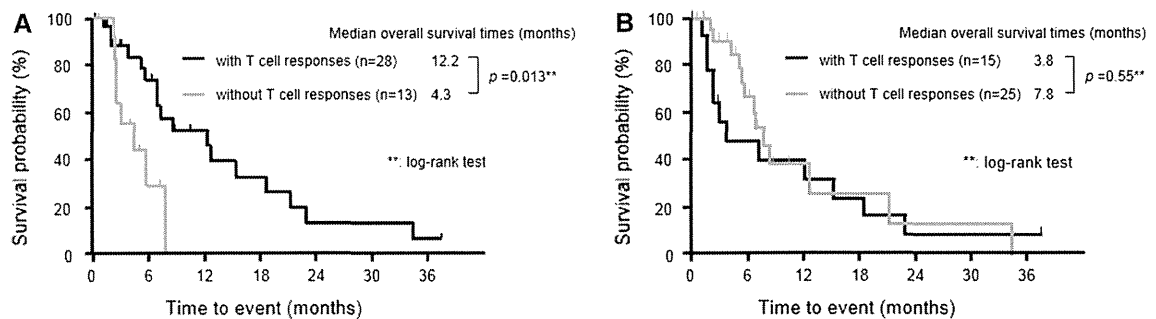 A
Survival probability (%)
100
80
60
40
20
0
0 6 12 18 24 30 36
Time to event (months)
Median overall survival times (months)
with T cell responses (n=28) 12.2
without T cell responses (n=13) 4.3
p =0.013**
**: log-rank test
B
Survival probability (%)
100
80
60
40
20
0
0 6 12 18 24 30 36
Time to event (months)
Median overall survival times (months)
with T cell responses (n=15) 3.8
without T cell responses (n=25) 7.8
p =0.55**
**: log-rank test